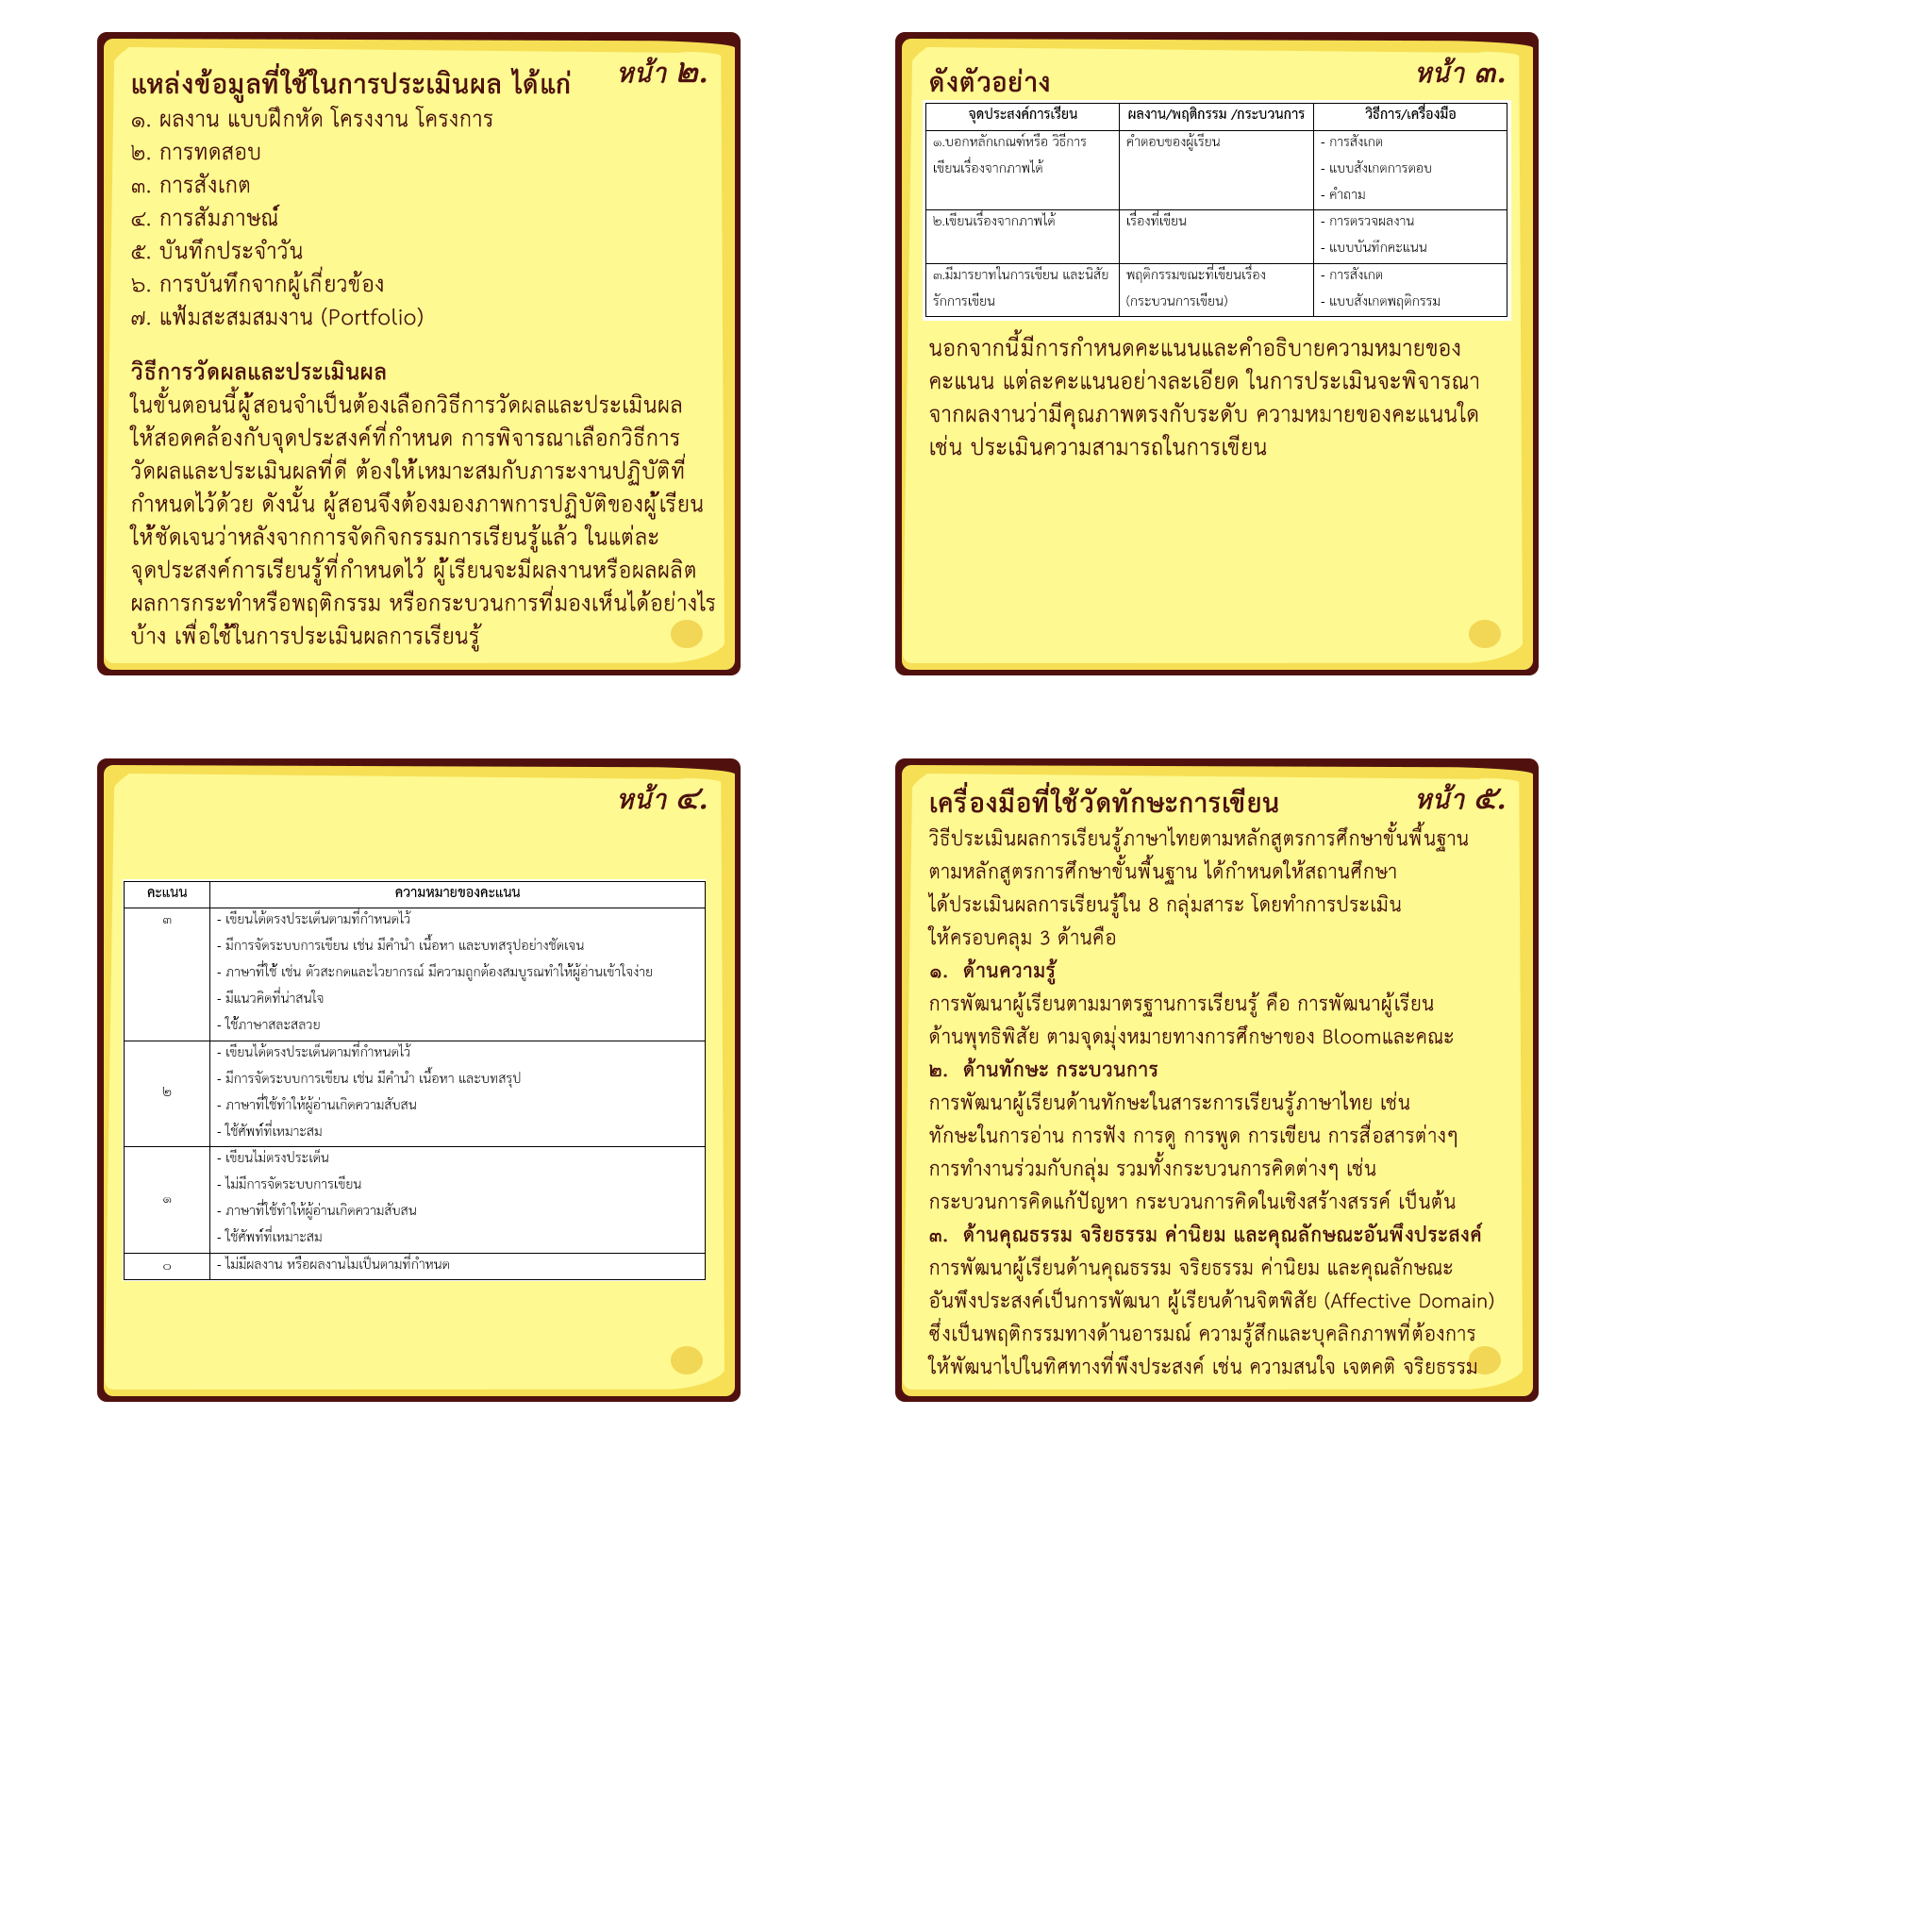 หน้า ๒.
แหล่งข้อมูลที่ใช้ในการประเมินผล ได้แก่
๑. ผลงาน แบบฝึกหัด โครงงาน โครงการ
๒. การทดสอบ
๓. การสังเกต
๔. การสัมภาษณ์
๕. บันทึกประจำวัน
๖. การบันทึกจากผู้เกี่ยวข้อง
๗. แฟ้มสะสมสมงาน (Portfolio)
วิธีการวัดผลและประเมินผล
ในขั้นตอนนี้ผู้สอนจำเป็นต้องเลือกวิธีการวัดผลและประเมินผล
ให้สอดคล้องกับจุดประสงค์ที่กำหนด การพิจารณาเลือกวิธีการ
วัดผลและประเมินผลที่ดี ต้องให้เหมาะสมกับภาระงานปฏิบัติที่
กำหนดไว้ด้วย ดังนั้น ผู้สอนจึงต้องมองภาพการปฏิบัติของผู้เรียน
ให้ชัดเจนว่าหลังจากการจัดกิจกรรมการเรียนรู้แล้ว ในแต่ละ
จุดประสงค์การเรียนรู้ที่กำหนดไว้ ผู้เรียนจะมีผลงานหรือผลผลิต
ผลการกระทำหรือพฤติกรรม หรือกระบวนการที่มองเห็นได้อย่างไร
บ้าง เพื่อใช้ในการประเมินผลการเรียนรู้
หน้า ๓.
ดังตัวอย่าง
จุดประสงค์การเรียน ผลงาน/พฤติกรรม /กระบวนการ วิธีการ/เครื่องมือ
๑.บอกหลักเกณฑ์หรือ วิธีการ คำตอบของผู้เรียน - การสังเกต
เขียนเรื่องจากภาพได้ - แบบสังเกตการตอบ
- คำถาม
๒.เขียนเรื่องจากภาพได้ เรื่องที่เขียน - การตรวจผลงาน
- แบบบันทึกคะแนน
๓.มีมารยาทในการเขียน และนิสัย พฤติกรรมขณะที่เขียนเรื่อง - การสังเกต
รักการเขียน (กระบวนการเขียน) - แบบสังเกตพฤติกรรม
นอกจากนี้มีการกำหนดคะแนนและคำอธิบายความหมายของ
คะแนน แต่ละคะแนนอย่างละเอียด ในการประเมินจะพิจารณา
จากผลงานว่ามีคุณภาพตรงกับระดับ ความหมายของคะแนนใด
เช่น ประเมินความสามารถในการเขียน
หน้า ๔.
คะแนน ความหมายของคะแนน
๓ - เขียนได้ตรงประเด็นตามที่กำหนดไว้
- มีการจัดระบบการเขียน เช่น มีคำนำ เนื้อหา และบทสรุปอย่างชัดเจน
- ภาษาที่ใช้ เช่น ตัวสะกดและไวยากรณ์ มีความถูกต้องสมบูรณทำให้ผู้อ่านเข้าใจง่าย
- มีแนวคิดที่น่าสนใจ
- ใช้ภาษาสละสลวย
- เขียนได้ตรงประเด็นตามที่กำหนดไว้
- มีการจัดระบบการเขียน เช่น มีคำนำ เนื้อหา และบทสรุป
๒
- ภาษาที่ใช้ทำให้ผู้อ่านเกิดความสับสน
- ใช้ศัพท์ที่เหมาะสม
- เขียนไม่ตรงประเด็น
- ไม่มีการจัดระบบการเขียน
๑
- ภาษาที่ใช้ทำให้ผู้อ่านเกิดความสับสน
- ใช้ศัพท์ที่เหมาะสม
๐ - ไม่มีผลงาน หรือผลงานไม่เป็นตามที่กำหนด
หน้า ๕.
เครื่องมือที่ใช้วัดทักษะการเขียน
วิธีประเมินผลการเรียนรู้ภาษาไทยตามหลักสูตรการศึกษาขั้นพื้นฐาน
ตามหลักสูตรการศึกษาขั้นพื้นฐาน ได้กำหนดให้สถานศึกษา
ได้ประเมินผลการเรียนรู้ใน 8 กลุ่มสาระ โดยทำการประเมิน
ให้ครอบคลุม 3 ด้านคือ
๑. ด้านความรู้
การพัฒนาผู้เรียนตามมาตรฐานการเรียนรู้ คือ การพัฒนาผู้เรียน
ด้านพุทธิพิสัย ตามจุดมุ่งหมายทางการศึกษาของ Bloomและคณะ
๒. ด้านทักษะ กระบวนการ
การพัฒนาผู้เรียนด้านทักษะในสาระการเรียนรู้ภาษาไทย เช่น
ทักษะในการอ่าน การฟัง การดู การพูด การเขียน การสื่อสารต่างๆ
การทำงานร่วมกับกลุ่ม รวมทั้งกระบวนการคิดต่างๆ เช่น
กระบวนการคิดแก้ปัญหา กระบวนการคิดในเชิงสร้างสรรค์ เป็นต้น
๓. ด้านคุณธรรม จริยธรรม ค่านิยม และคุณลักษณะอันพึงประสงค์
การพัฒนาผู้เรียนด้านคุณธรรม จริยธรรม ค่านิยม และคุณลักษณะ
อันพึงประสงค์เป็นการพัฒนา ผู้เรียนด้านจิตพิสัย (Affective Domain)
ซึ่งเป็นพฤติกรรมทางด้านอารมณ์ ความรู้สึกและบุคลิกภาพที่ต้องการ
ให้พัฒนาไปในทิศทางที่พึงประสงค์ เช่น ความสนใจ เจตคติ จริยธรรม